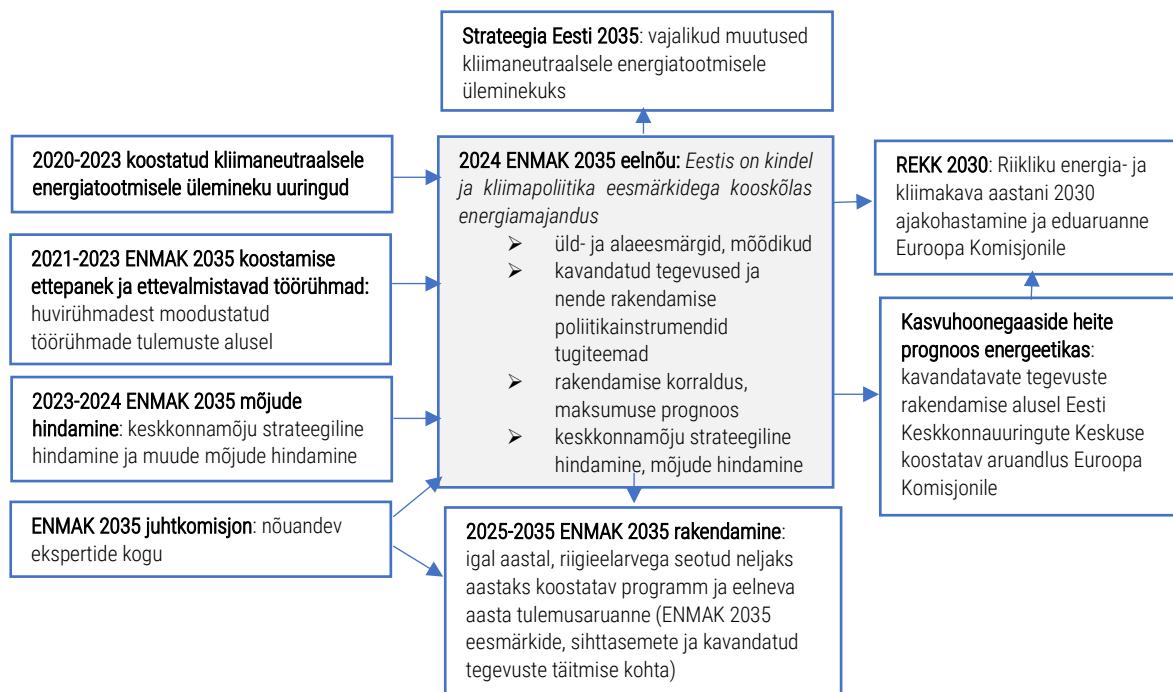 Strateegia Eesti 2035: vajalikud muutused
kliimaneutraalsele energiatootmisele
üleminekuks
2020-2023 koostatud kliimaneutraalsele
energiatootmisele ülemineku uuringud
2021-2023 ENMAK 2035 koostamise
ettepanek ja ettevalmistavad töörühmad:
huvirühmadest moodustatud
töörühmade tulemuste alusel
2023-2024 ENMAK 2035 mõjude
hindamine: keskkonnamõju strateegiline
hindamine ja muude mõjude hindamine
ENMAK 2035 juhtkomisjon: nõuandev
ekspertide kogu
2024 ENMAK 2035 eelnõu: Eestis on kindel
ja kliimapoliitika eesmärkidega kooskõlas
energiamajandus
➢ üld- ja alaeesmärgid, mõõdikud
➢ kavandatud tegevused ja
nende rakendamise
poliitikainstrumendid
tugiteemad
➢ rakendamise korraldus,
maksumuse prognoos
➢ keskkonnamõju strateegiline
hindamine, mõjude hindamine
2025-2035 ENMAK 2035 rakendamine:
igal aastal, riigieelarvega seotud neljaks
aastaks koostatav programm ja eelneva
aasta tulemusaruanne (ENMAK 2035
eesmärkide, sihttasemete ja kavandatud
tegevuste täitmise kohta)
REKK 2030: Riikliku energia- ja
kliimakava aastani 2030
ajakohastamine ja eduaruanne
Euroopa Komisjonile
Kasvuhoonegaaside heite
prognoos energeetikas:
kavandatavate tegevuste
rakendamise alusel Eesti
Keskkonnauuringute Keskuse
koostatav aruandlus Euroopa
Komisjonile